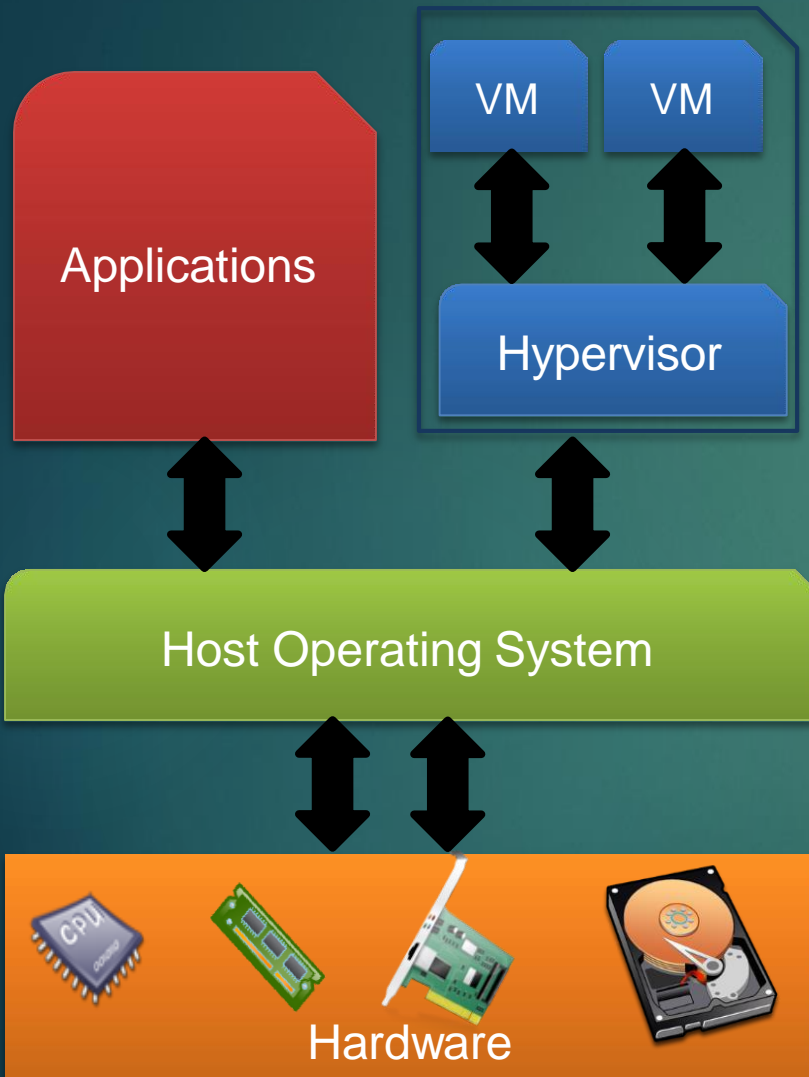 VM
VM
Applications
Hypervisor
Host Operating System
CPU
Hardware